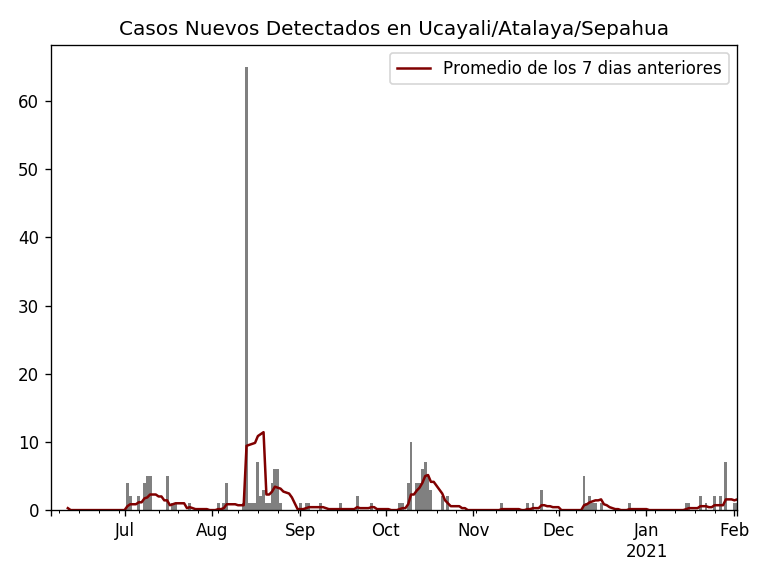 Casos Nuevos Detectados en Ucayali/Atalaya/Sepahua
Promedio de los 7 dias anteriores
60
50
40
30
20
10
0
Jul Aug Sep Oct Nov Dec Jan Feb
2021